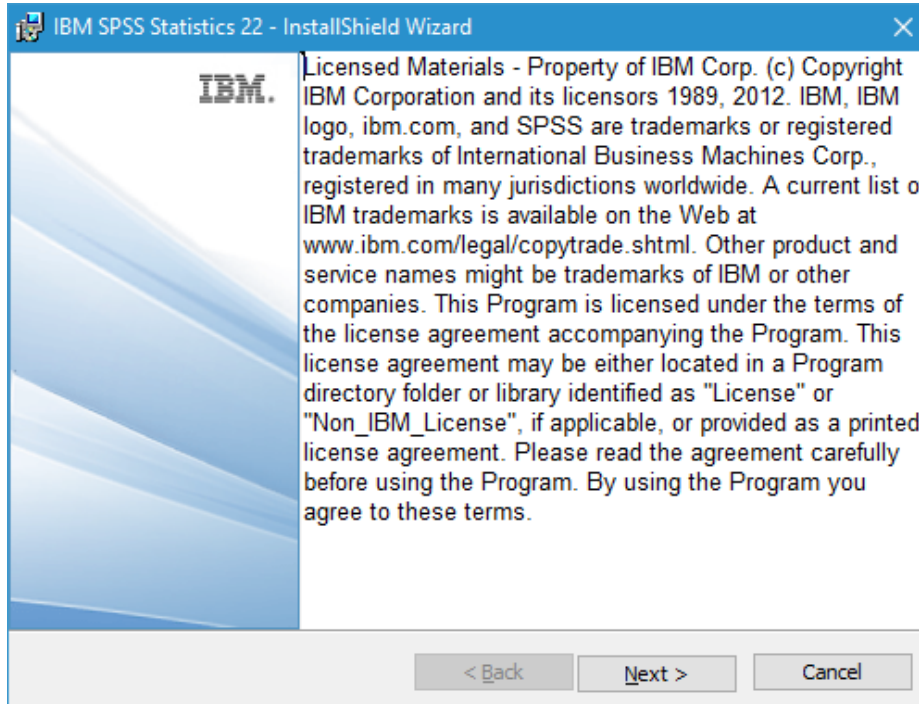 IBM SPSS Statistics 22 - InstallShield Wizard
IBM.
Licensed Materials - Property of IBM Corp. (c) Copyright
IBM Corporation and its licensors 1989, 2012. IBM, IBM
logo, ibm.com, and SPSS are trademarks or registered
trademarks of International Business Machines Corp.,
registered in many jurisdictions worldwide. A current list o
IBM trademarks is available on the Web at
www.ibm.com/legal/copytrade.shtml. Other product and
service names might be trademarks of IBM or other
companies. This Program is licensed under the terms of
the license agreement accompanying the Program. This
license agreement may be either located in a Program
directory folder or library identified as "License" or
"Non_IBM_License", if applicable, or provided as a printed
license agreement. Please read the agreement carefully
before using the Program. By using the Program you
agree to these terms.
< Back Next > Cancel